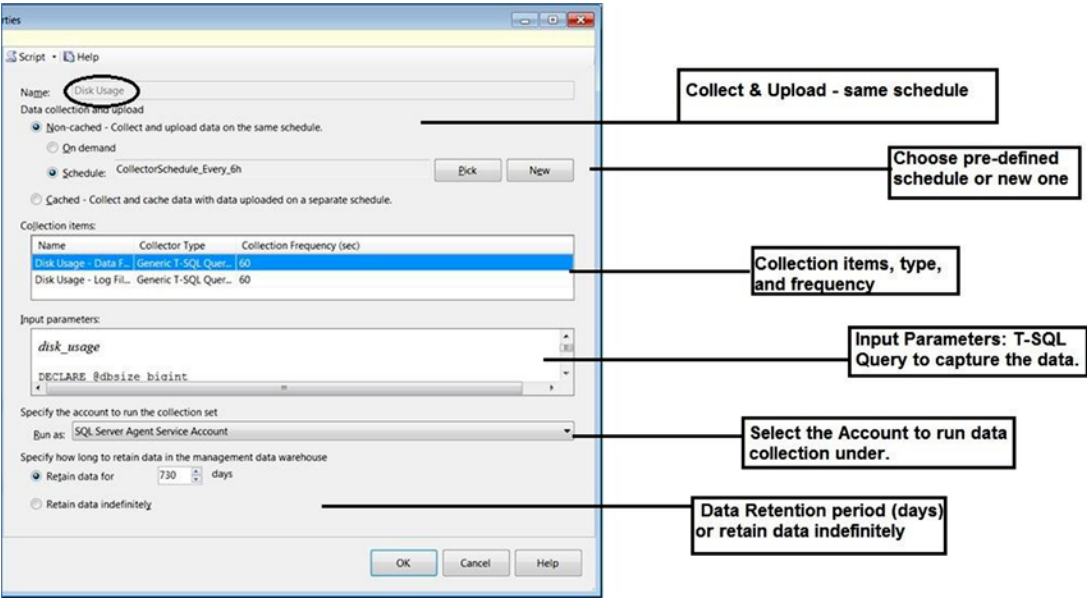 rties
Script Help
Name: Disk Usage
Data collection and upload
Non-cached - Collect and upload data on the same schedule.
On demand
Schedule: CollectorSchedule_Every_6h Pick New
Cached - Collect and cache data with data uploaded on a separate schedule.
Collection items:
Name Collector Type Collection Frequency (sec)
Disk Usage - Data F... Generic T-SQL Quer... 60
Disk Usage - Log Fil... Generic T-SQL Quer... 60
Input parameters:
disk_usage
DECLARE @dbsize bigint
Specify the account to run the collection set
Run as: SQL Server Agent Service Account
Specify how long to retain data in the management data warehouse
Retain data for 730 days
Retain data indefinitely
OK Cancel Help
Collect & Upload - same schedule
Choose pre-defined
schedule or new one
Collection items, type,
and frequency
Input Parameters: T-SQL
Query to capture the data.
Select the Account to run data
collection under.
Data Retention period (days)
or retain data indefinitely